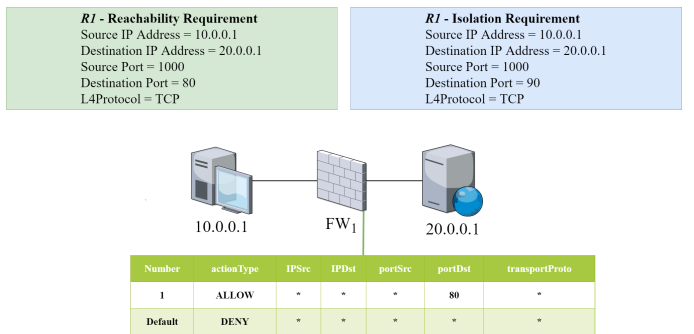 R1 - Reachability Requirement
Source IP Address = 10.0.0.1
Destination IP Address = 20.0.0.1
Source Port = 1000
Destination Port = 80
L4Protocol = TCP
R1 - Isolation Requirement
Source IP Address = 10.0.0.1
Destination IP Address = 20.0.0.1
Source Port = 1000
Destination Port = 90
L4Protocol = TCP
10.0.0.1 FW1 20.0.0.1
Number actionType IPSrc IPDst portSrc portDst transportProto
1 ALLOW * * * 80 *
Default DENY * * * * *